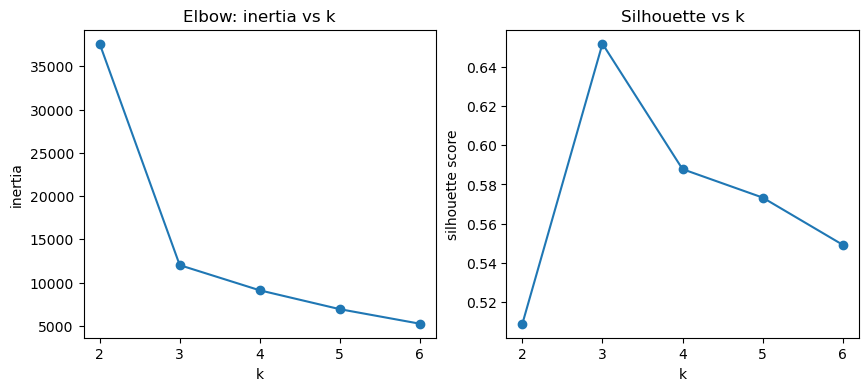 Elbow: inertia vs k
inertia
35000
30000
25000
20000
15000
10000
5000
2 3 4 5 6
k
Silhouette vs k
silhouette score
0.64
0.62
0.60
0.58
0.56
0.54
0.52
2 3 4 5 6
k